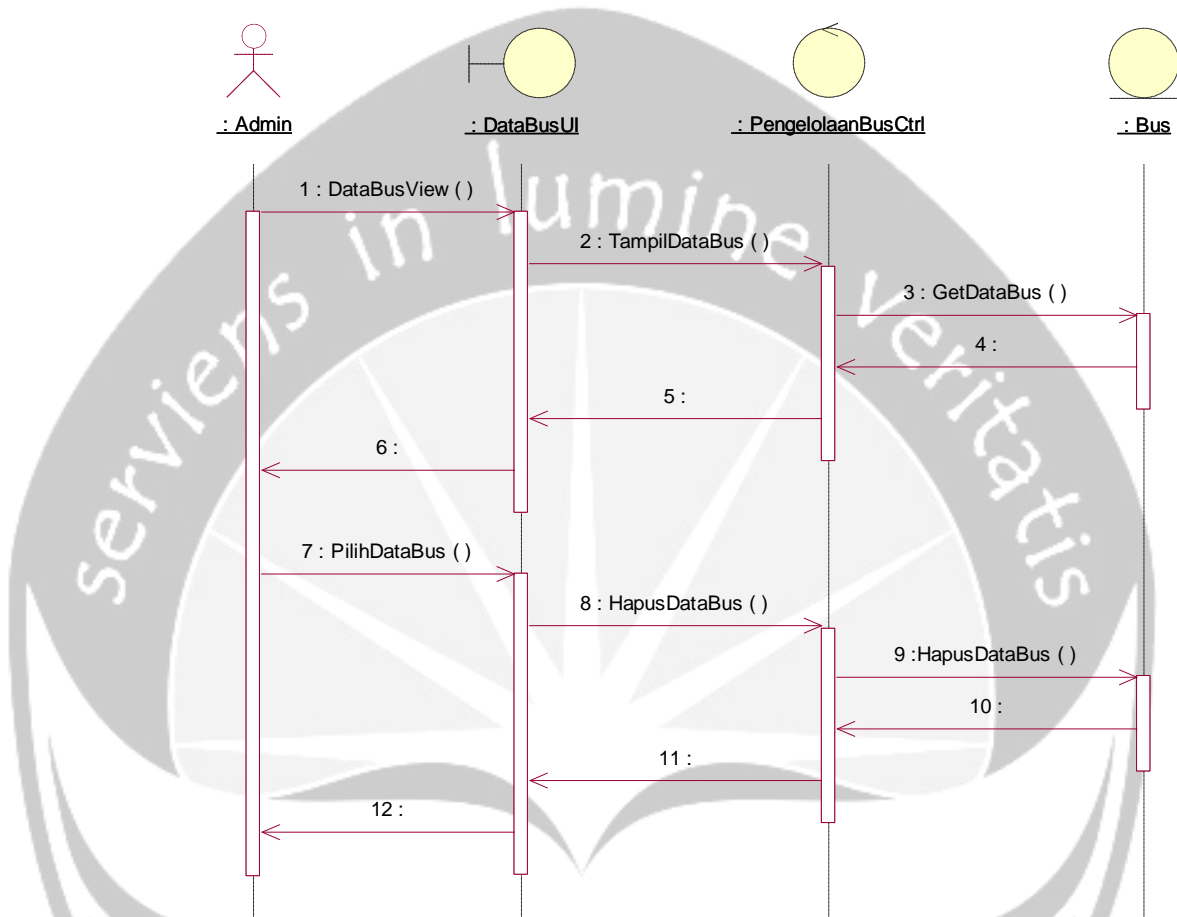 : Admin
: DataBusUI
: PengelolaanBusCtrl
: Bus
serviens in lumine veritatis
1 : DataBusView ( )
2 : TampilDataBus ( )
3 : GetDataBus ( )
4 :
5 :
6 :
7 : PilihDataBus ( )
8 : HapusDataBus ( )
9 :HapusDataBus ( )
10 :
11 :
12 :